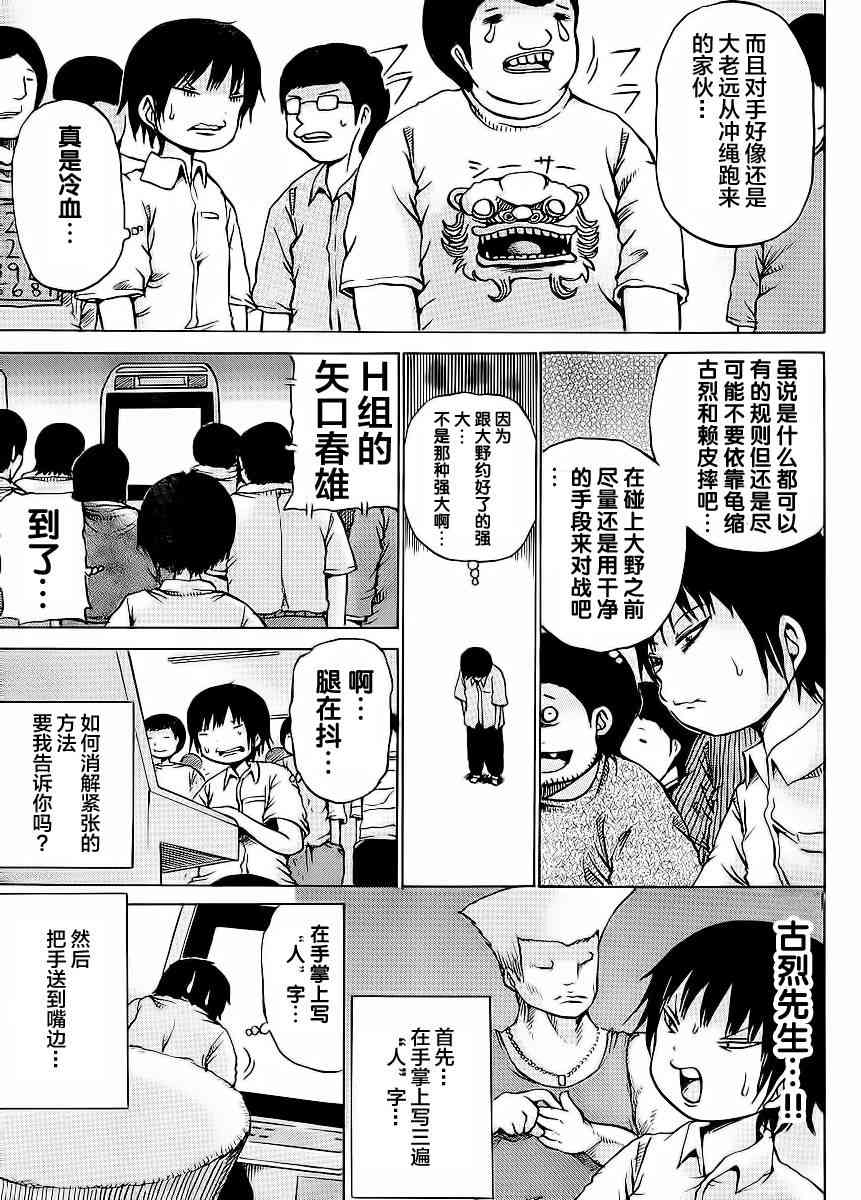 而且对手好像还是
大老远从冲绳跑来
的家伙…
シーサー
真是冷血…
虽说是什么都可以
有的规则但还是尽
可能不要依靠龟缩
古烈和赖皮摔吧…
在碰上大野之前
尽量还是用干净
的手段来对战吧
因为
跟大野约好了的强
大…
不是那种强大啊…
H组的
矢口春雄
到了…
啊…
腿在抖…
如何消解紧张的
方法
要我告诉你吗？
古烈先生…!!
首先…
在手掌上写三遍
“人”字…
在手掌上写
“人”字…
然后
把手送到嘴边…